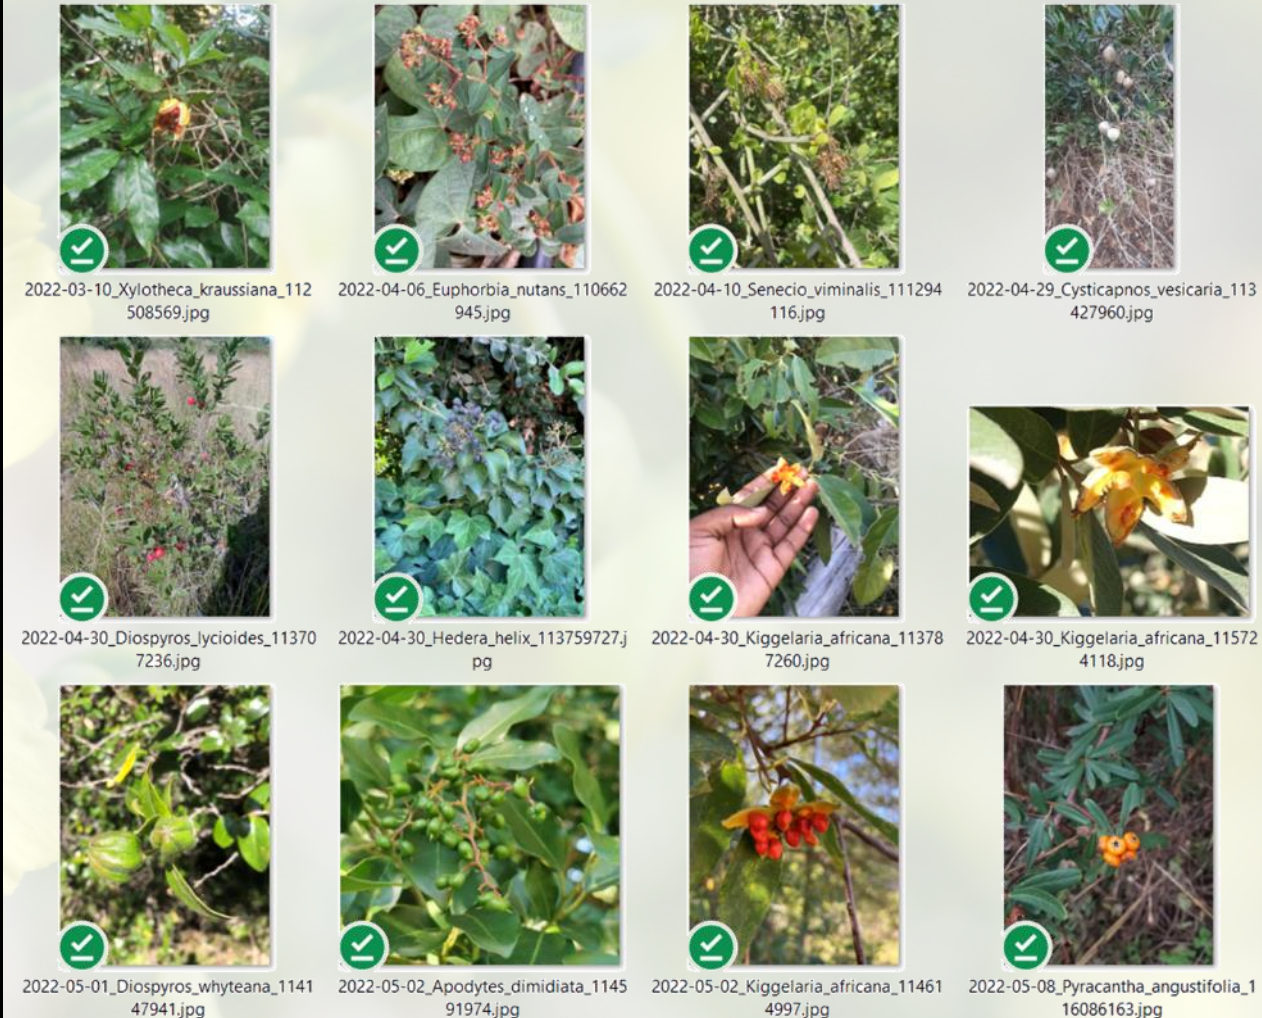 2022-03-10_Xylotheca_kraussiana_112
508569.jpg
2022-04-06_Euphorbia_nutans_110662
945.jpg
2022-04-10_Senecio_viminalis_111294
116.jpg
2022-04-29_Cysticapnos_vesicaria_113
427960.jpg
2022-04-30_Diospyros_lycioides_11370
7236.jpg
2022-04-30_Hedera_helix_113759727.j
pg
2022-04-30_Kiggelaria_africana_11378
7260.jpg
2022-04-30_Kiggelaria_africana_11572
4118.jpg
2022-05-01_Diospyros_whyteana_1141
47941.jpg
2022-05-02_Apodytes_dimidiata_1145
91974.jpg
2022-05-02_Kiggelaria_africana_11461
4997.jpg
2022-05-08_Pyracantha_angustifolia_1
16086163.jpg